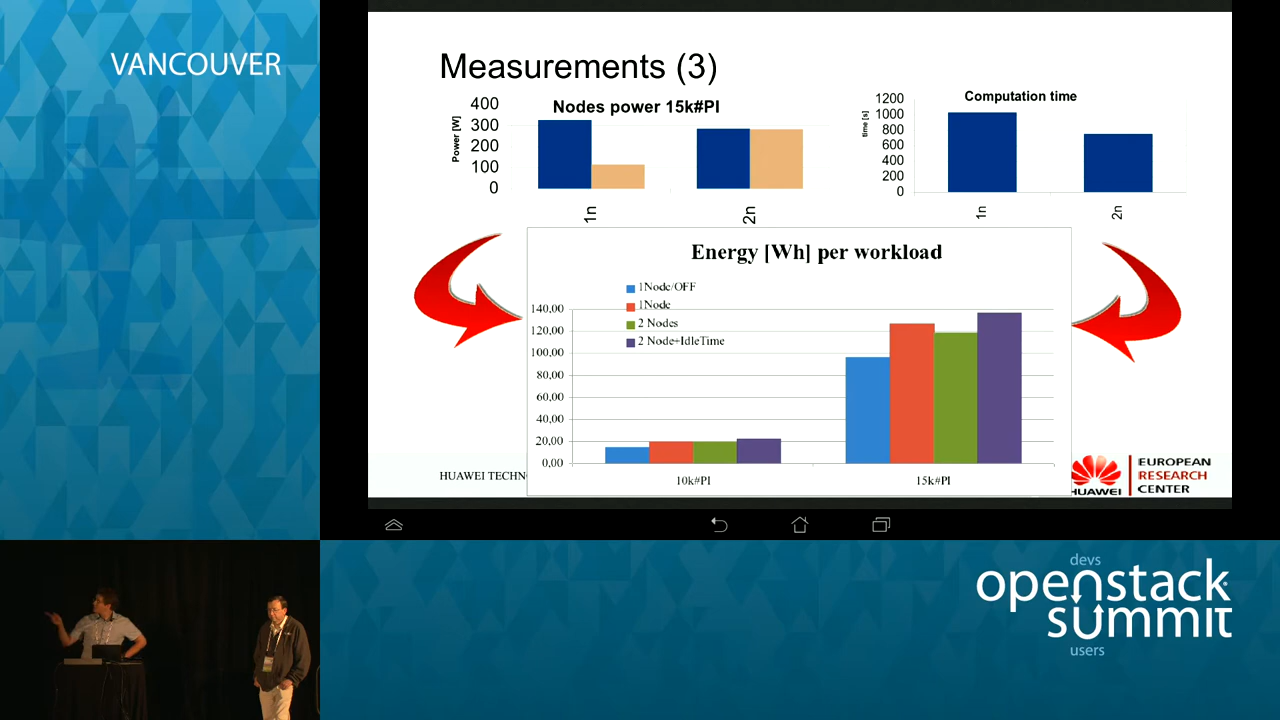 VANCOUVER
Measurements (3)
Nodes power 15k#PI
Power [W]
400
300
200
100
0
1n
2n
Computation time
time [s]
1200
1000
800
600
400
200
0
1n
2n
Energy [Wh] per workload
1Node/OFF
1Node
2 Nodes
2 Node+IdleTime
140,00
120,00
100,00
80,00
60,00
40,00
20,00
0,00
10k#PI
15k#PI
HUAWEI TECHN
HUAWEI
EUROPEAN
RESEARCH
CENTER
devs
openstack
summit
users